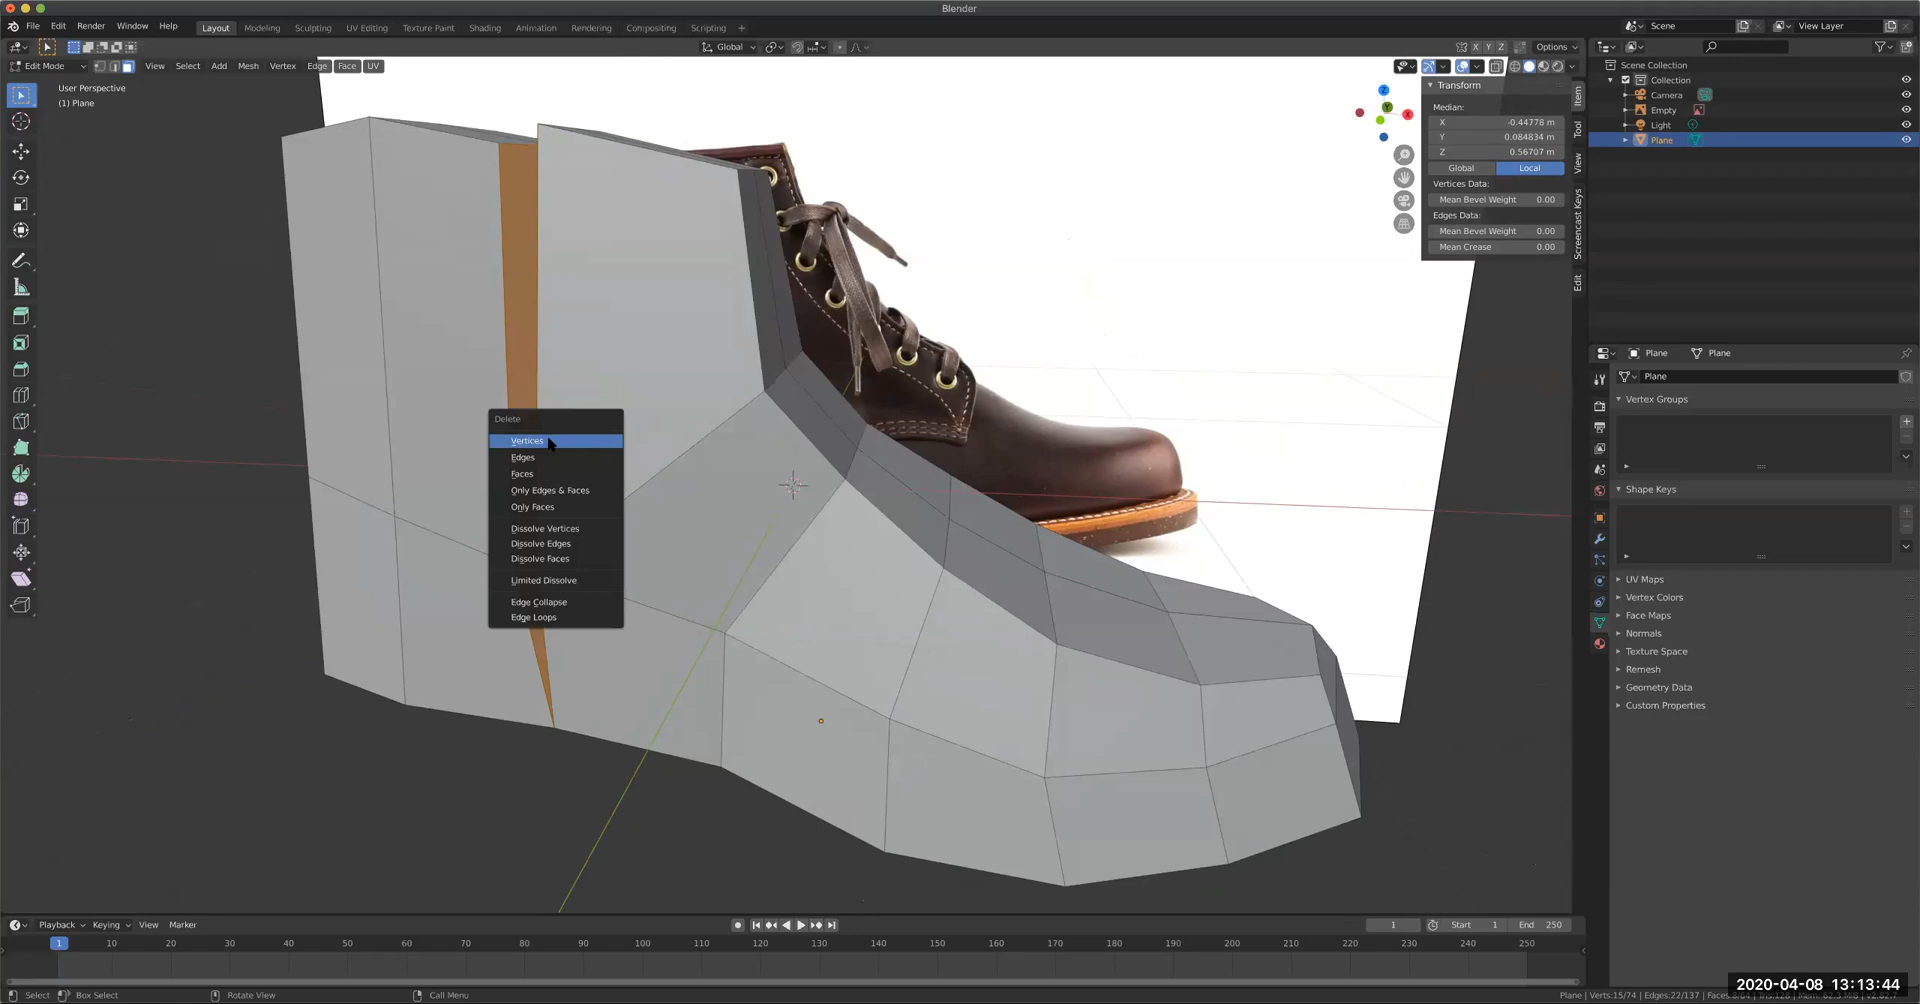 Blender
File Edit Render Window Help
Layout Modeling Sculpting UV Editing Texture Paint Shading Animation Rendering Compositing Scripting +
Scene
View Layer
Global
X Y Z
Options
Edit Mode
View Select Add Mesh Vertex Edge Face UV
User Perspective
(1) Plane
Z
Y
X
Transform
Median:
X -0.44778 m
Y 0.084834 m
Z 0.56707 m
Global Local
Vertices Data:
Mean Bevel Weight 0.00
Edges Data:
Mean Bevel Weight 0.00
Mean Crease 0.00
Item
Tool
View
Screencast Keys
Edit
Scene Collection
Collection
Camera
Empty
Light
Plane
Delete
Vertices
Edges
Faces
Only Edges & Faces
Only Faces
Dissolve Vertices
Dissolve Edges
Dissolve Faces
Limited Dissolve
Edge Collapse
Edge Loops
Plane Plane
Plane
Vertex Groups
Shape Keys
UV Maps
Vertex Colors
Face Maps
Normals
Texture Space
Remesh
Geometry Data
Custom Properties
Playback Keying View Marker
1
Start 1 End 250
1 10 20 30 40 50 60 70 80 90 100 110 120 130 140 150 160 170 180 190 200 210 220 230 240 250
Select Box Select Rotate View Call Menu
2020-04-08 13:13:44
Plane | Verts:15/74 | Edges:22/137 |